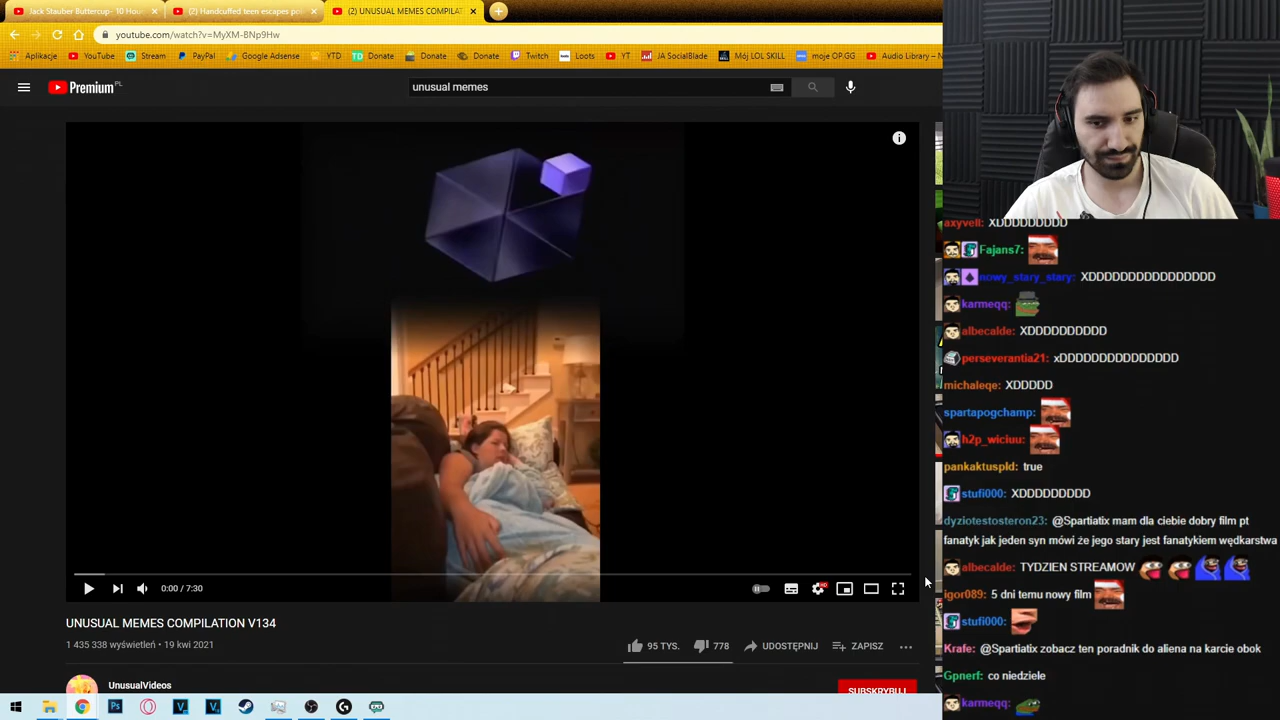 Jack Stauber Buttercup- 10 Hou
(2) Handcuffed teen escapes po
(2) UNUSUAL MEMES COMPILAT
youtube.com/watch?v=MyXM-BNp9Hw
Aplikacje YouTube Stream PayPal Google Adsense YTD Donate Donate Donate Twitch Loots YT JA SocialBlade Mój LOL SKILL moje OP.GG Audio Library – N
Premium PL
unusual memes
axyvell: XDDDDDDDDD
Fajans7:
nowy_stary_stary: XDDDDDDDDDDDDDDDDD
karmeqq:
albecalde: XDDDDDDDDDD
perseverantia21: xDDDDDDDDDDDDDDD
michaleqe: XDDDDD
spartapogchamp:
h2p_wiciuu:
pankaktuspld: true
stufi000: XDDDDDDDDD
dyziotestosteron23: @Spartiatix mam dla ciebie dobry film pt
fanatyk jak jeden syn mówi że jego stary jest fanatykiem wędkarstwa
albecalde: TYDZIEN STREAMOW
igor089: 5 dni temu nowy film
stufi000:
Krafe: @Spartiatix zobacz ten poradnik do aliena na karcie obok
Gpnerf: co niedziele
karmeqq:
0:00 / 7:30
HD
UNUSUAL MEMES COMPILATION V134
1 435 338 wyświetleń • 19 kwi 2021
95 TYS. 778 UDOSTĘPNIJ ZAPISZ
UnusualVideos
SUBSKRYBUJ